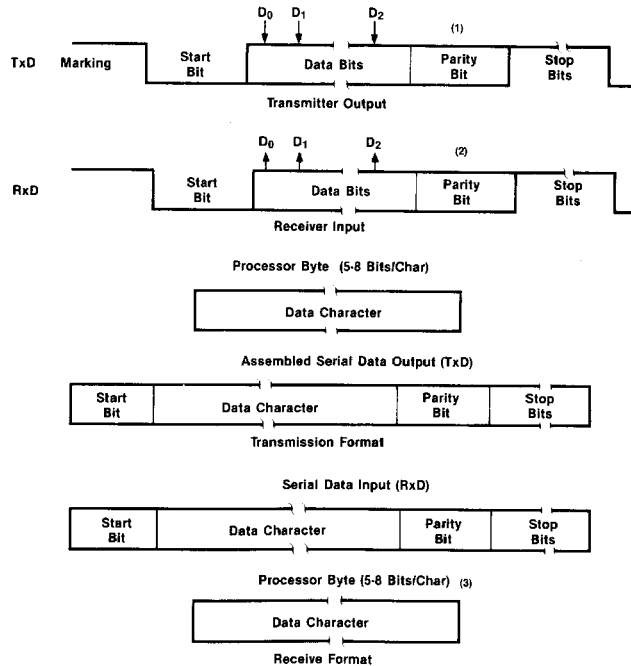 D0 D1 D2 (1)
TxD Marking Start Bit Data Bits Parity Bit Stop Bits
Transmitter Output
D0 D1 D2 (2)
RxD Start Bit Data Bits Parity Bit Stop Bits
Receiver Input
Processor Byte (5-8 Bits/Char)
Data Character
Assembled Serial Data Output (TxD)
Start Bit Data Character Parity Bit Stop Bits
Transmission Format
Serial Data Input (RxD)
Start Bit Data Character Parity Bit Stop Bits
Processor Byte (5-8 Bits/Char) (3)
Data Character
Receive Format